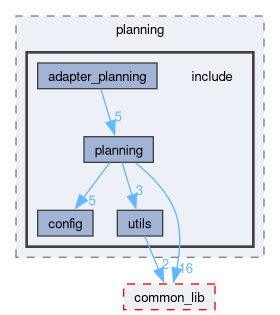 planning
adapter_planning
include
5
planning
5
3
config
utils
2
16
common_lib